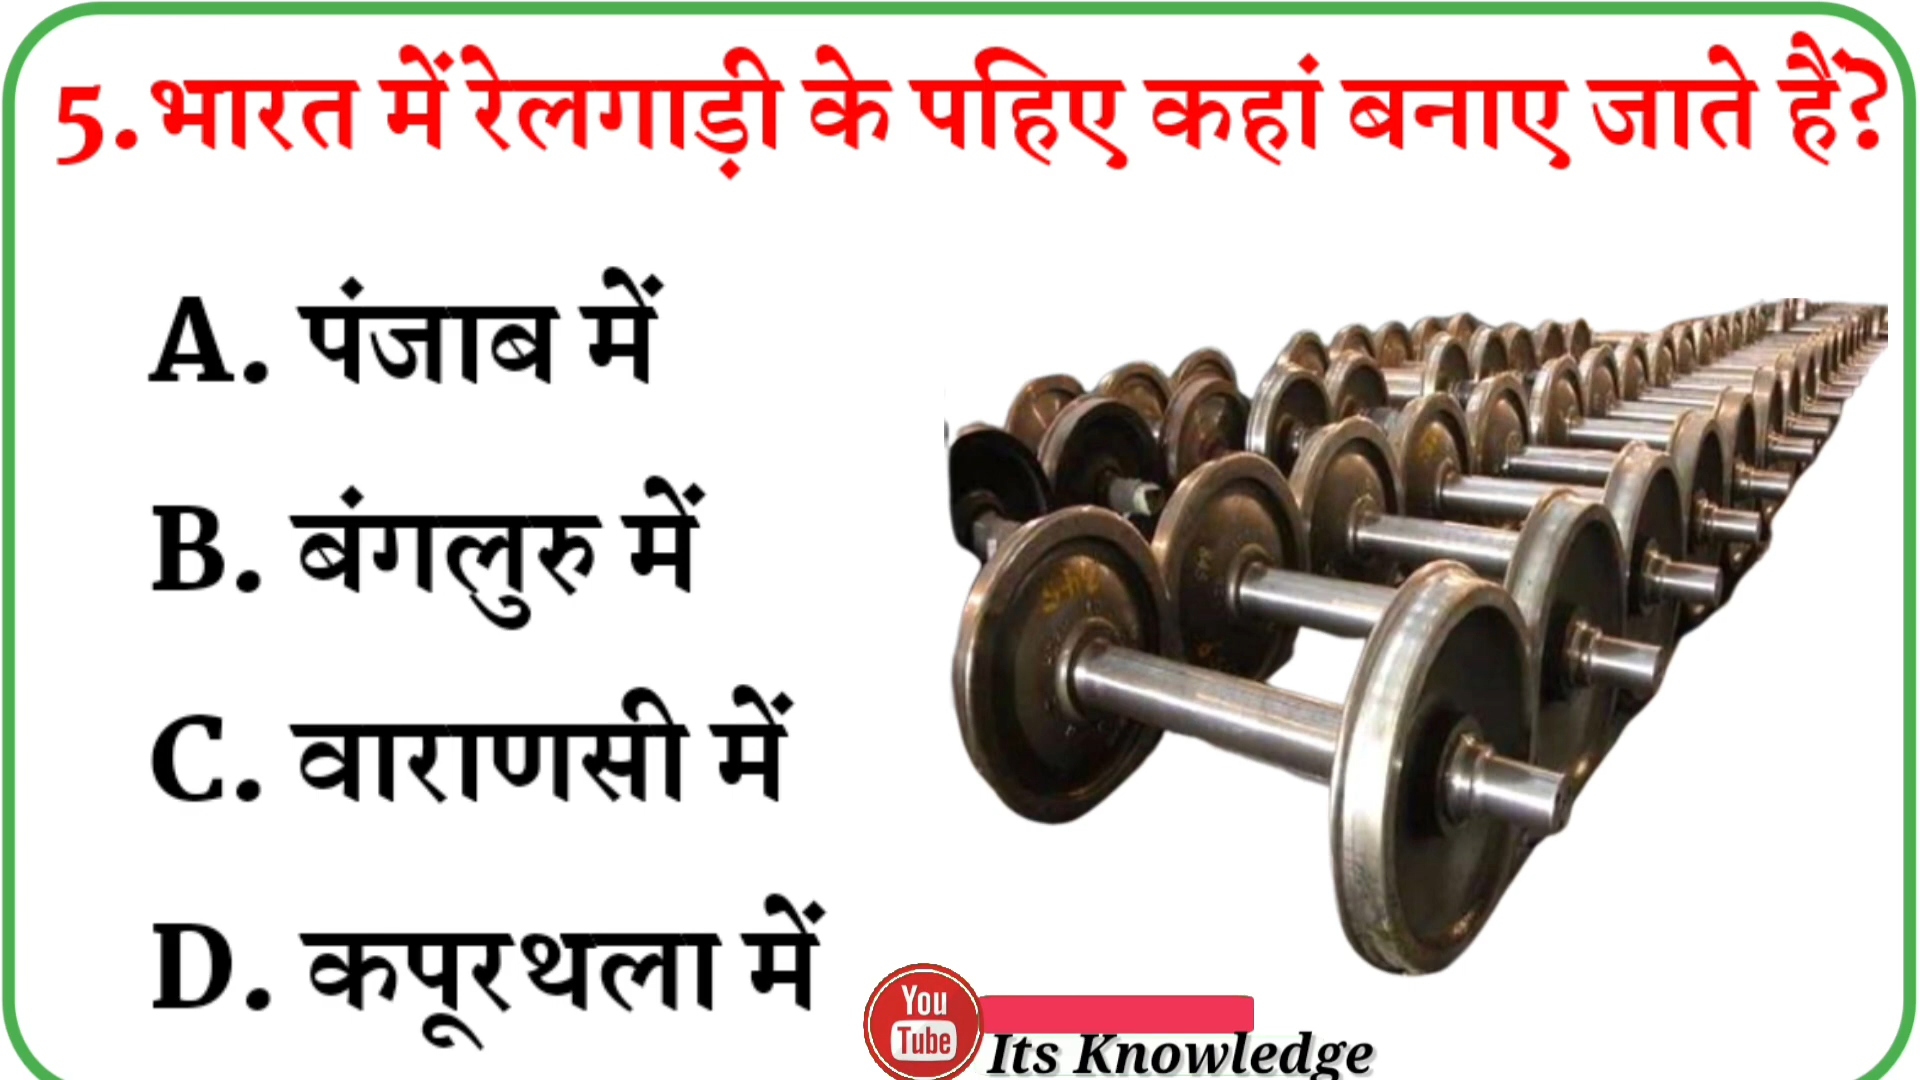 5. भारत में रेलगाड़ी के पहिए कहां बनाए जाते हैं?
A. पंजाब में
B. बंगलुरु में
C. वाराणसी में
D. कपूरथला में
You
Tube
Its Knowledge